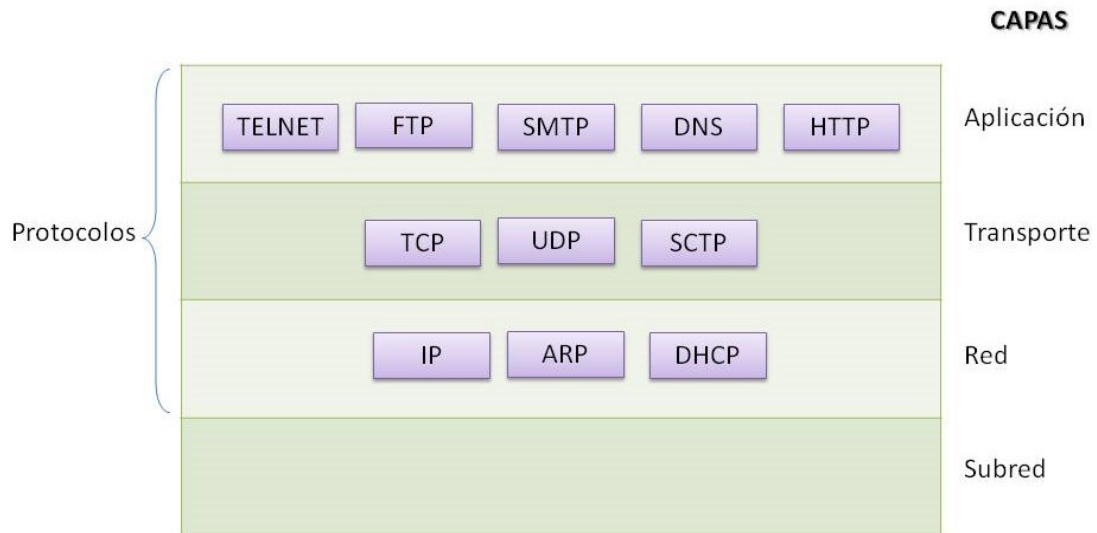 CAPAS
TELNET FTP SMTP DNS HTTP Aplicación
Protocolos TCP UDP SCTP Transporte
IP ARP DHCP Red
Subred